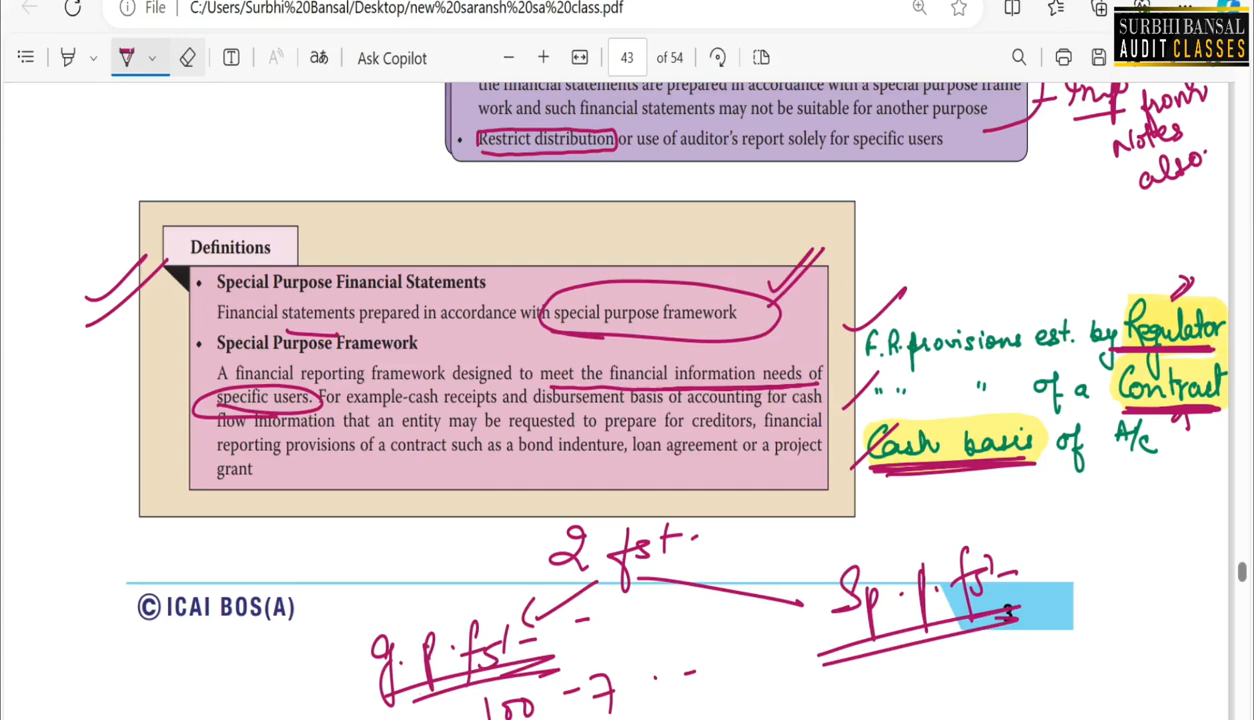 C:/Users/Surbhi%20Bansal/Desktop/new%20saransh%20sa%20class.pdf
SURBHI BANSAL
AUDIT CLASSES
Ask Copilot
43 of 54
the financial statements are prepared in accordance with a special purpose frame
work and such financial statements may not be suitable for another purpose
• Restrict distribution or use of auditor's report solely for specific users
from
Notes
also.
Definitions
• Special Purpose Financial Statements
Financial statements prepared in accordance with special purpose framework
• Special Purpose Framework
A financial reporting framework designed to meet the financial information needs of
specific users. For example-cash receipts and disbursement basis of accounting for cash
flow information that an entity may be requested to prepare for creditors, financial
reporting provisions of a contract such as a bond indenture, loan agreement or a project
grant
F.R. provisions est. by Regulator
" " " of a Contract
Cash basis of A/c
2 fst.
g.p.fst-
Sp.p.fst-
100 - 7
© ICAI BOS(A)
3